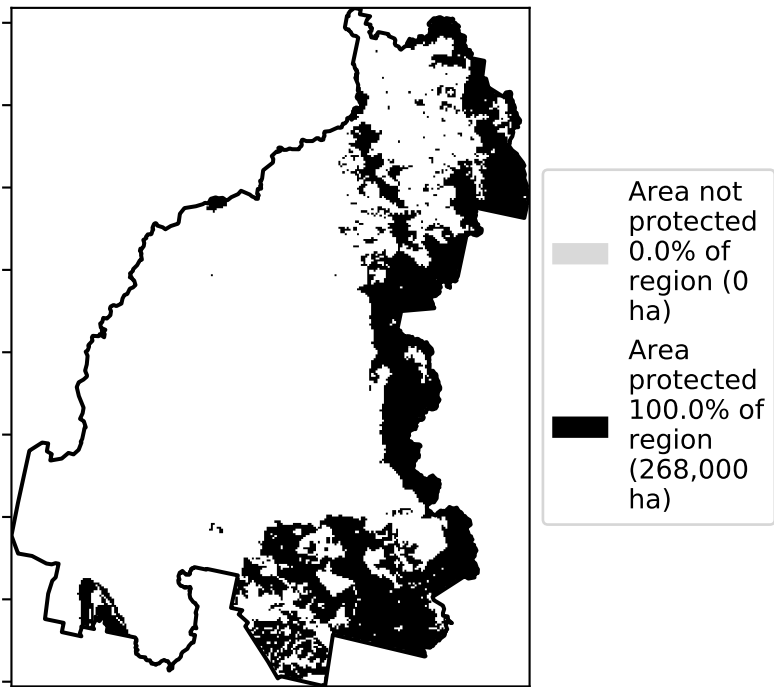 Area not
protected
0.0% of
region (0
ha)
Area
protected
100.0% of
region
(268,000
ha)